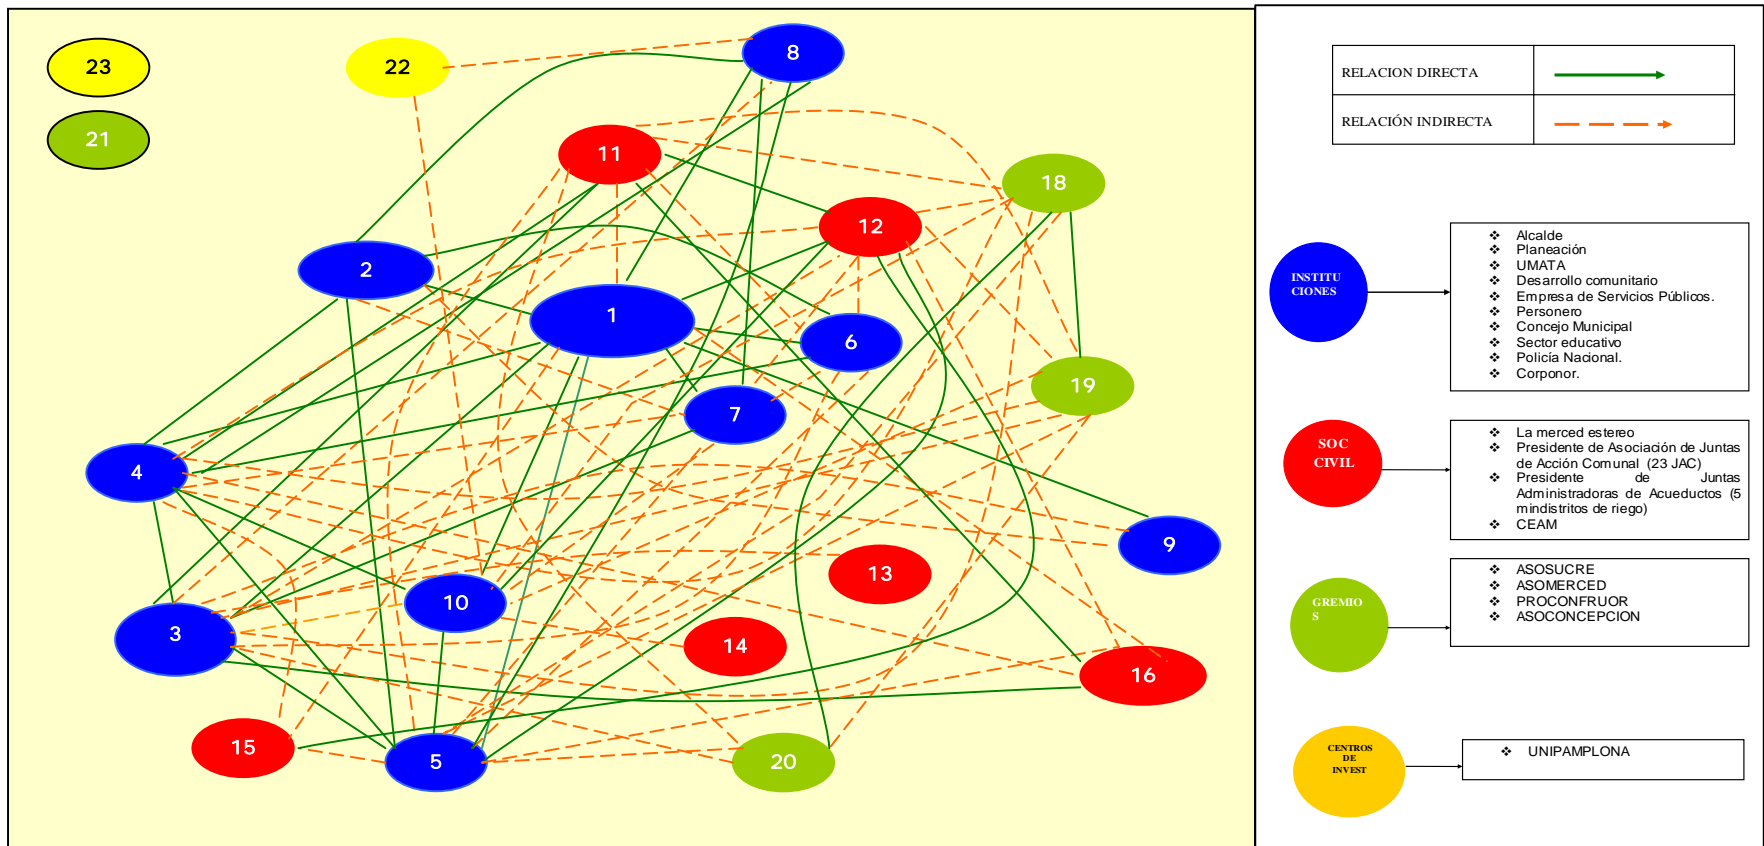 23
22
8
21
11
18
12
2
1
6
19
7
4
9
13
10
3
14
16
15
5
20
RELACION DIRECTA
RELACIÓN INDIRECTA
INSTITU
CIONES
❖ Alcalde
❖ Planeación
❖ UMATA
❖ Desarrollo comunitario
❖ Empresa de Servicios Públicos.
❖ Personero
❖ Concejo Municipal
❖ Sector educativo
❖ Policía Nacional.
❖ Corponor.
SOC
CIVIL
❖ La merced estereo
❖ Presidente de Asociación de Juntas
de Acción Comunal (23 JAC)
❖ Presidente de Juntas
Administradoras de Acueductos (5
mindistritos de riego)
❖ CEAM
GREMIO
S
❖ ASOSUCRE
❖ ASOMERCED
❖ PROCONFRUOR
❖ ASOCONCEPCION
CENTROS
DE
INVEST
❖ UNIPAMPLONA